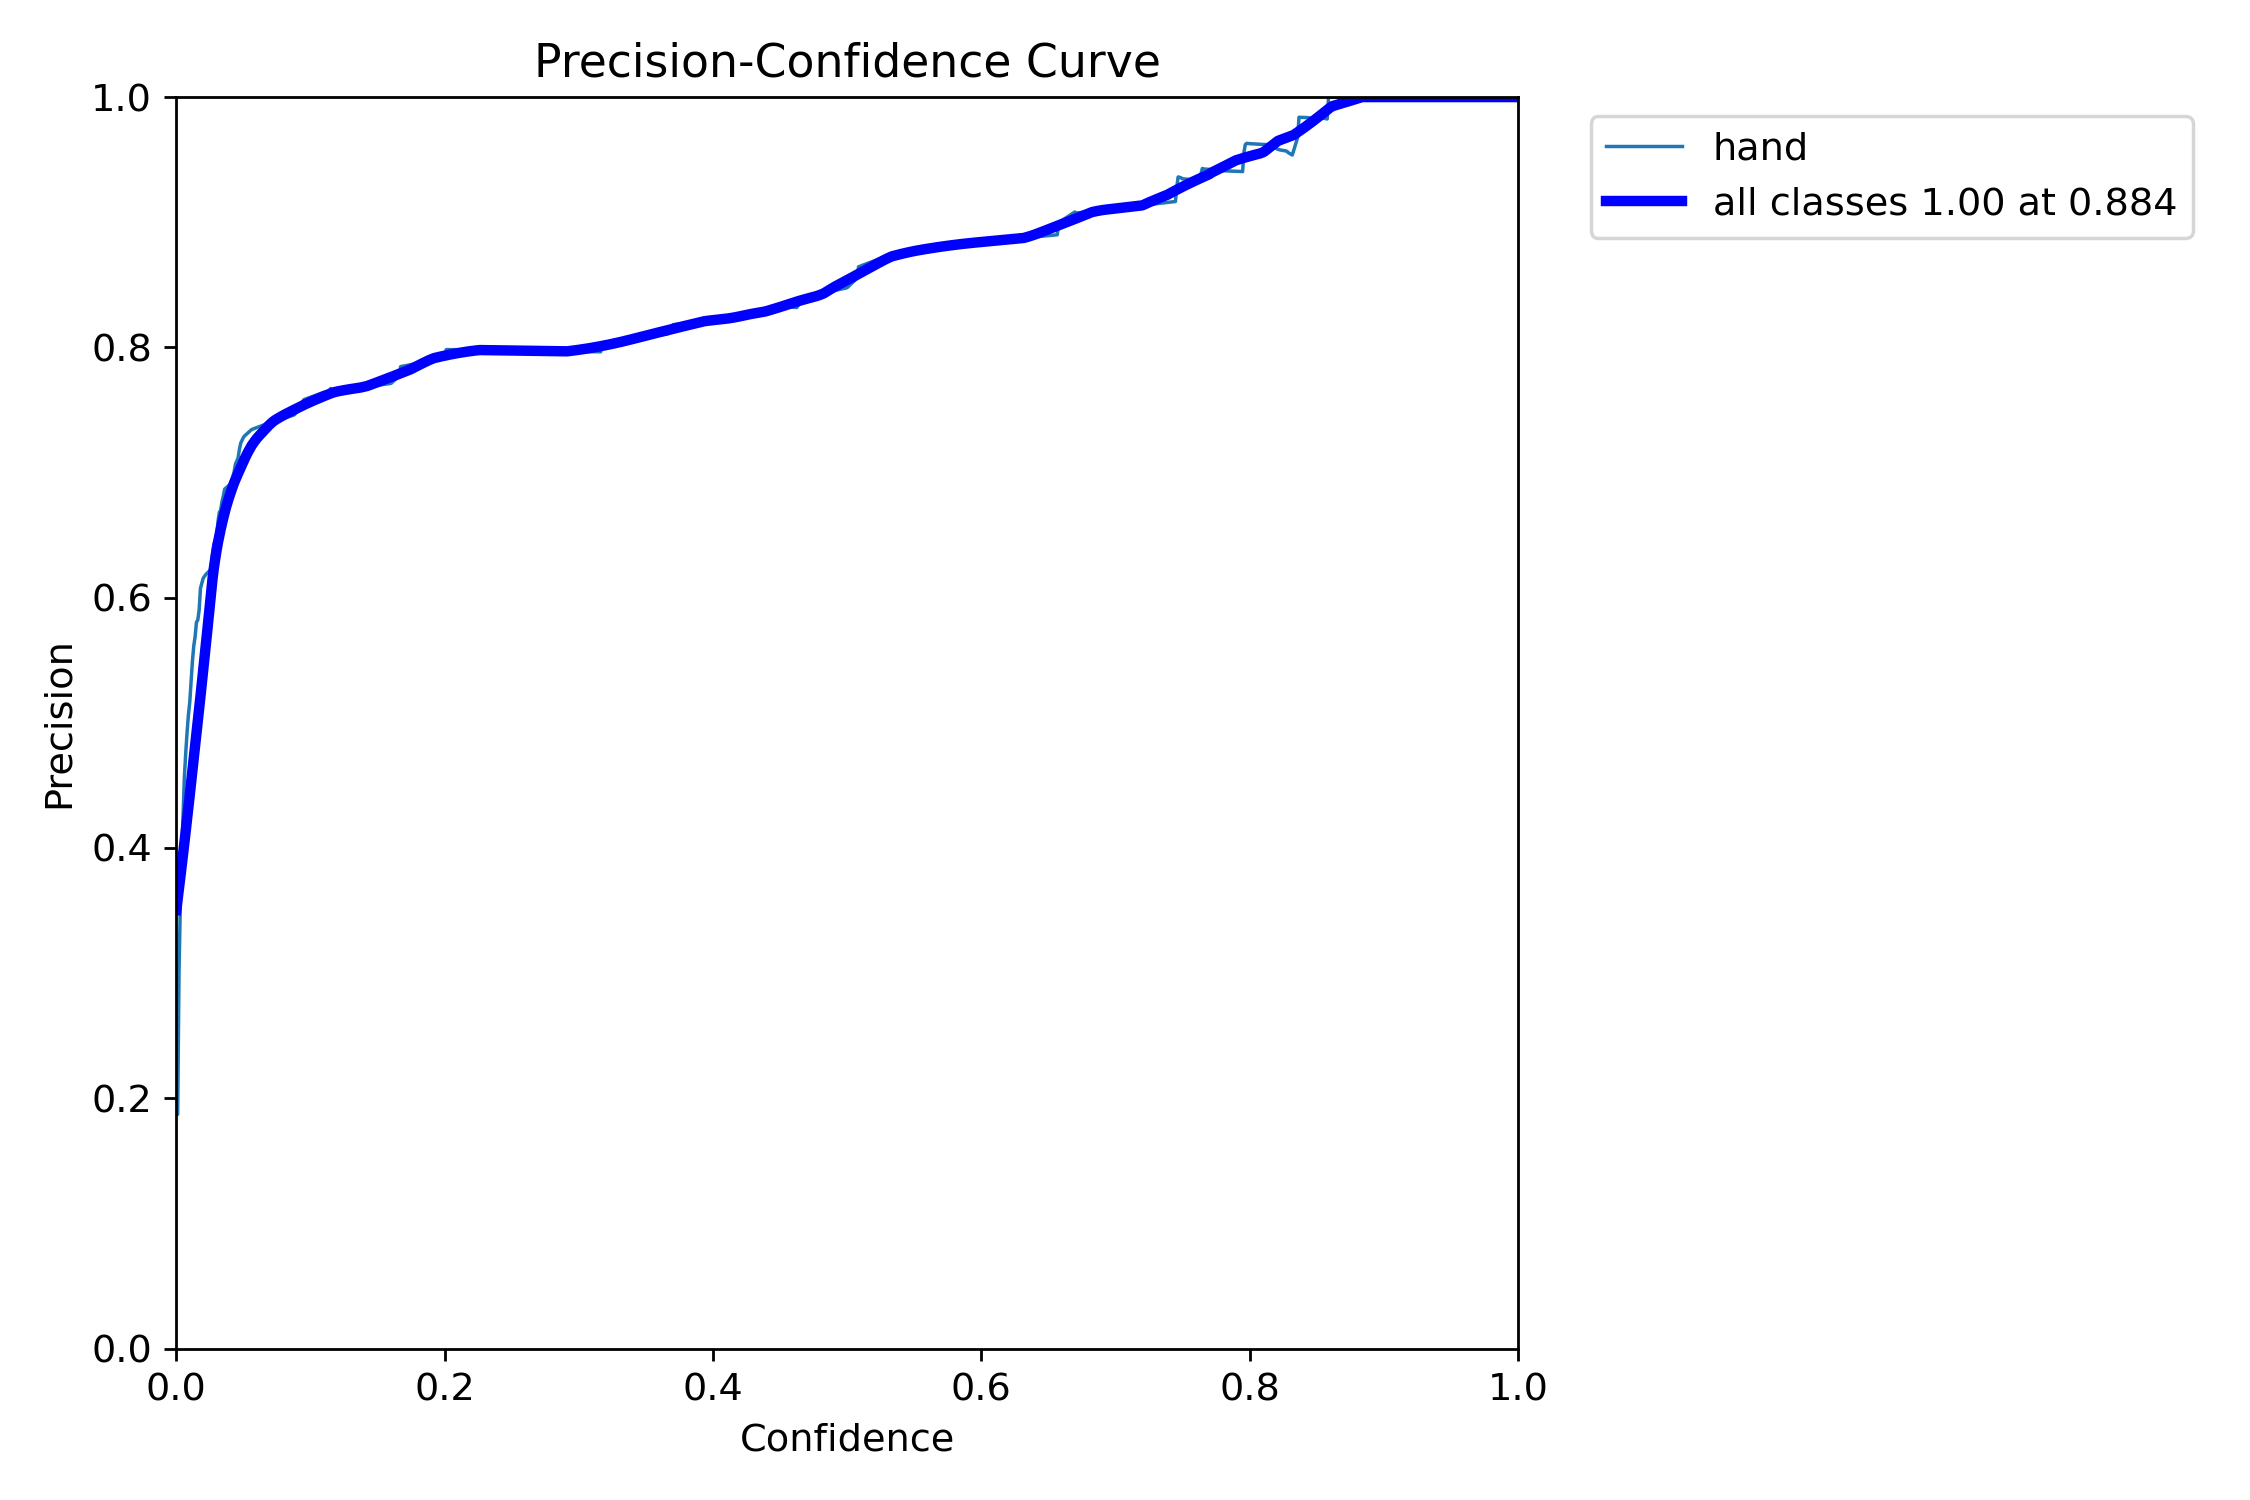 Precision-Confidence Curve
1.0
0.8
0.6
0.4
0.2
0.0
Precision
0.0 0.2 0.4 0.6 0.8 1.0
Confidence
hand
all classes 1.00 at 0.884